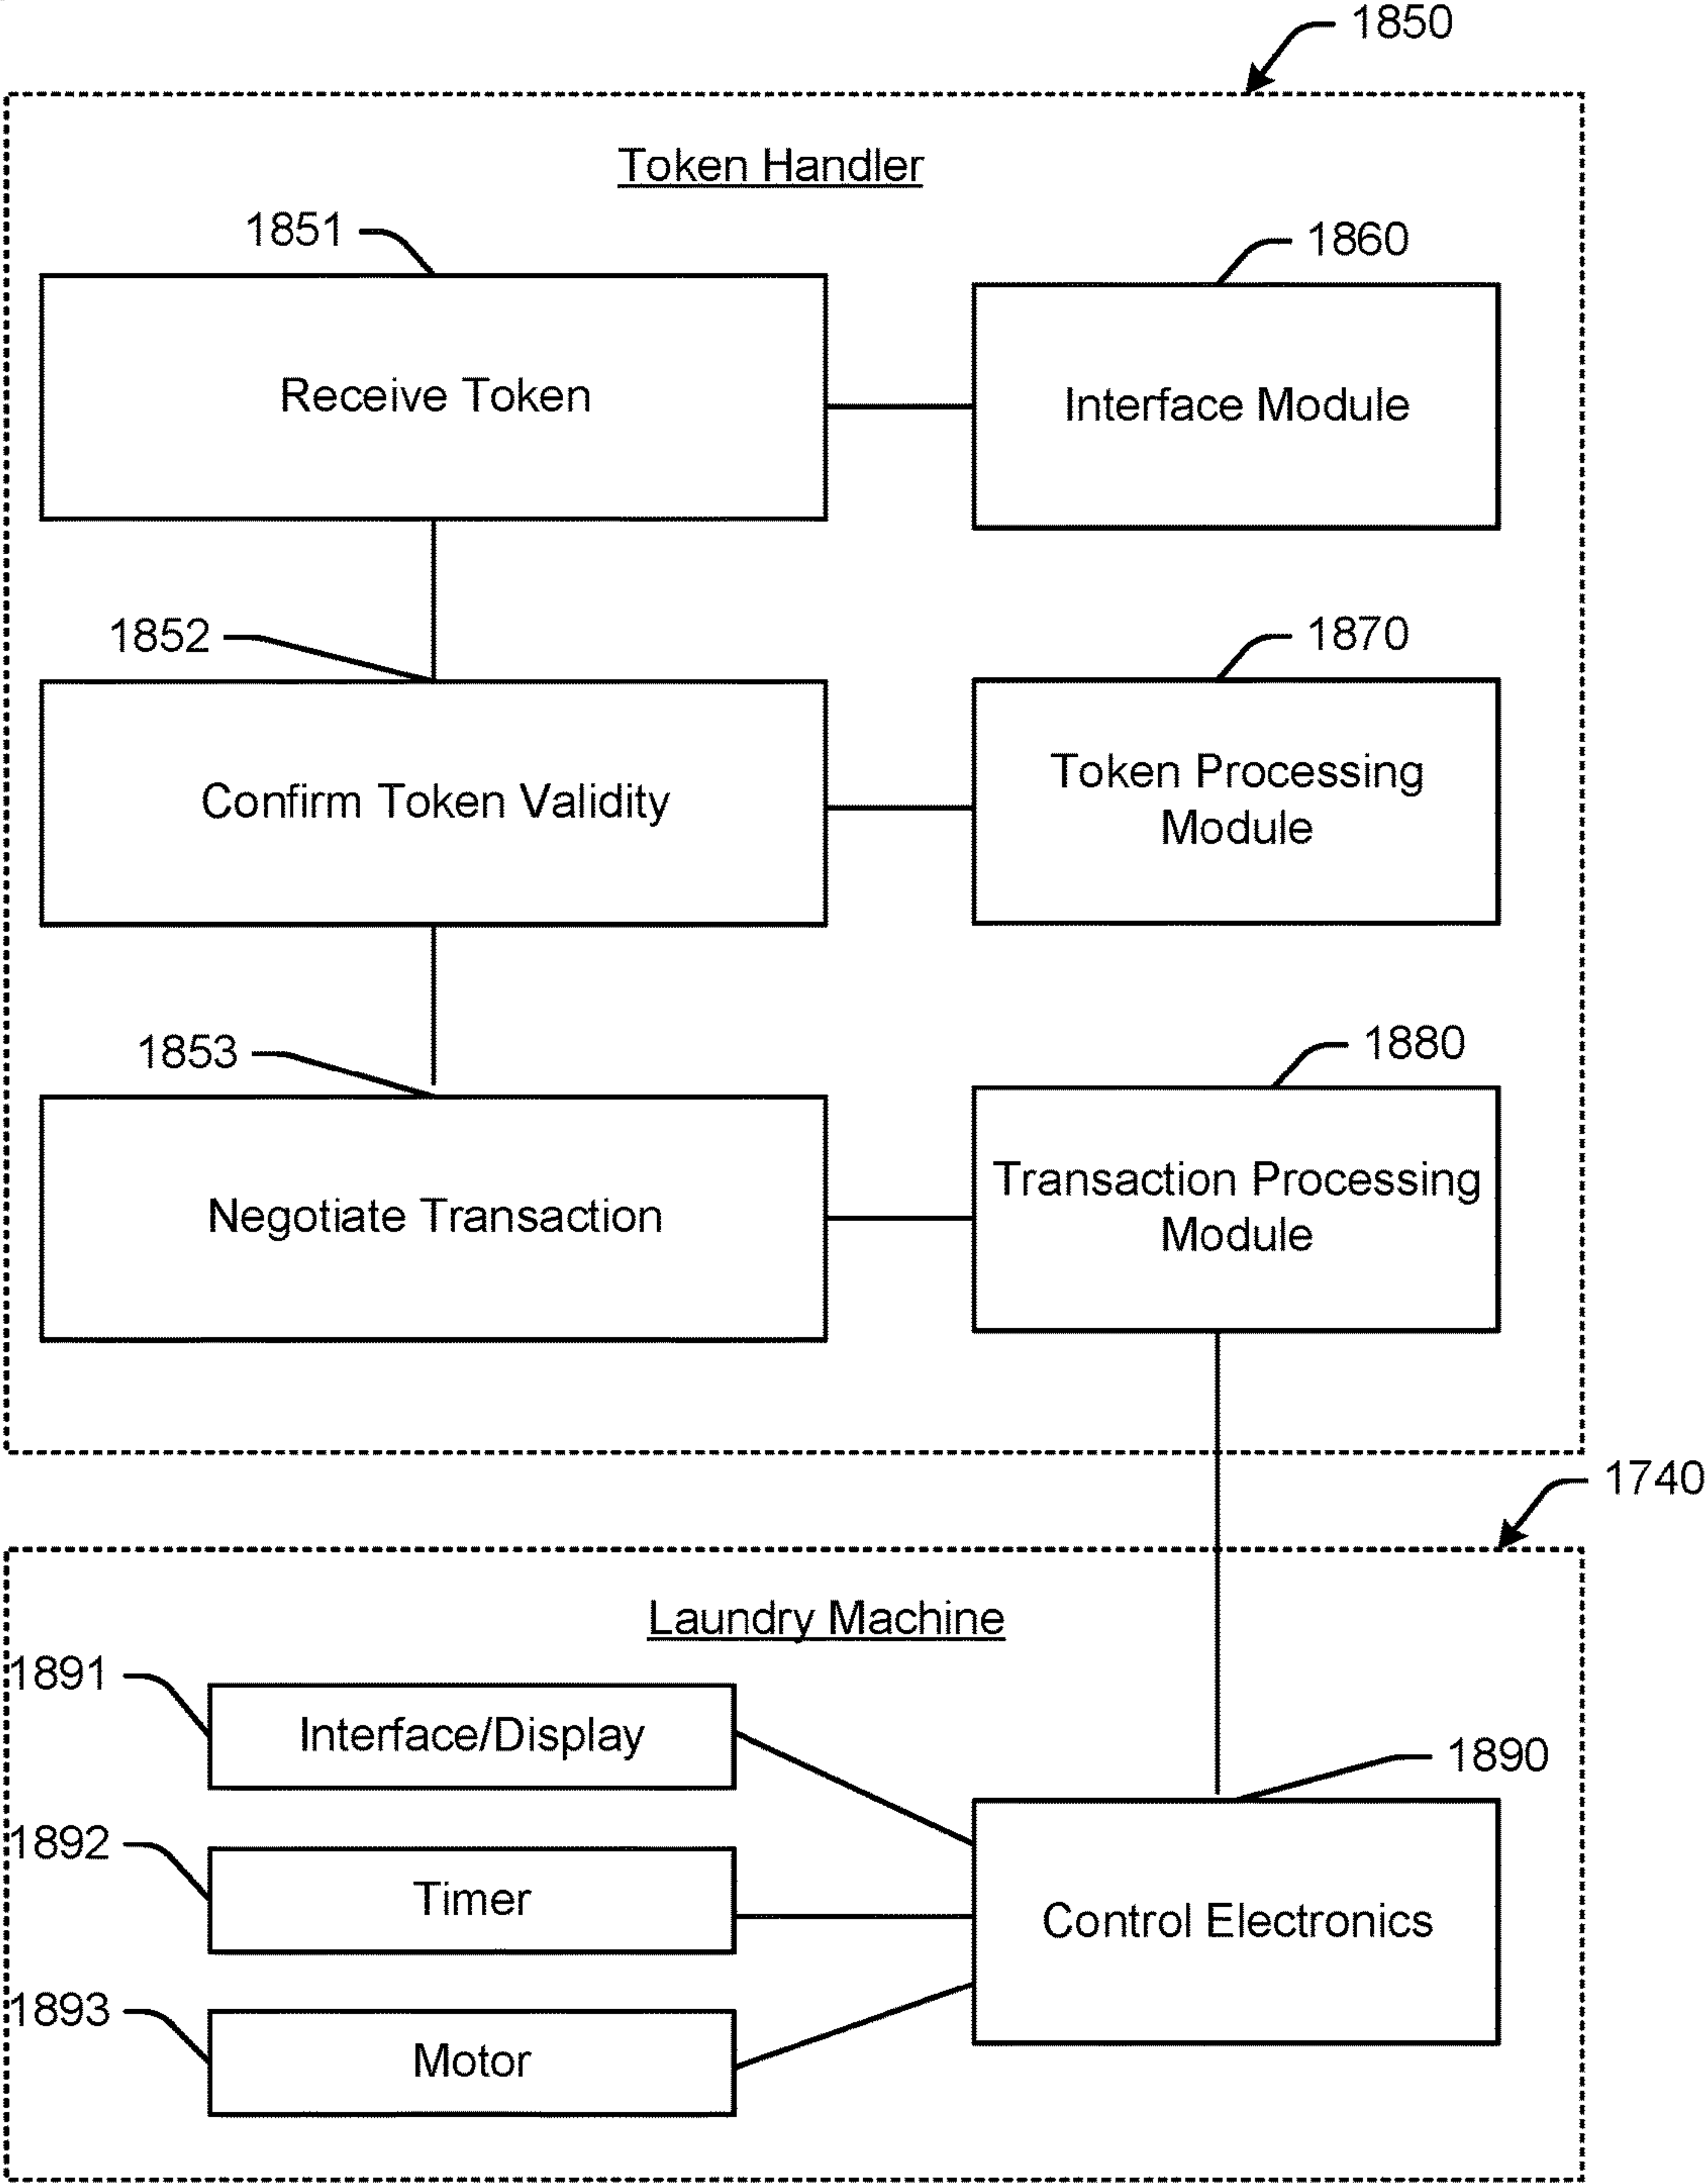 1850
Token Handler
1851
1860
Receive Token
Interface Module
1852
1870
Confirm Token Validity
Token Processing
Module
1853
1880
Negotiate Transaction
Transaction Processing
Module
1740
Laundry Machine
1891
Interface/Display
1890
1892
Timer
Control Electronics
1893
Motor